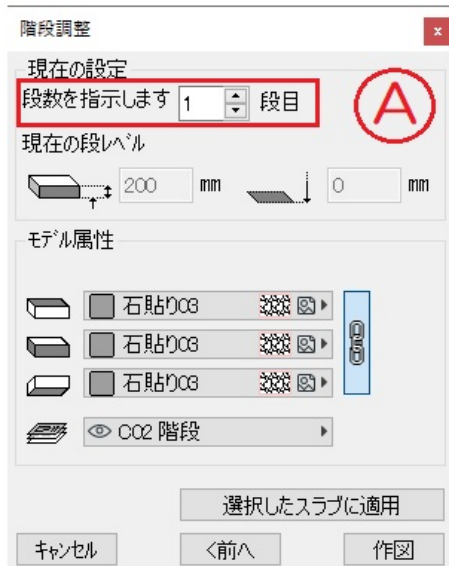 階段調整
x
現在の設定
段数を指示します 1 段目
A
現在の段レベル
200 mm 0 mm
モデル属性
石貼り03
石貼り03
石貼り03
C02 階段
選択したスラブに適用
キャンセル <前へ 作図